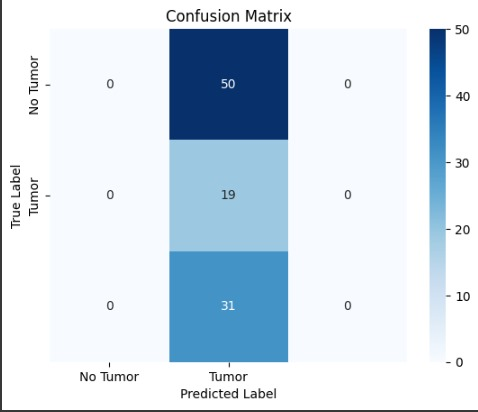 Confusion Matrix
No Tumor
Tumor
True Label
0 50 0
0 19 0
0 31 0
No Tumor Tumor
Predicted Label
50
40
30
20
10
0